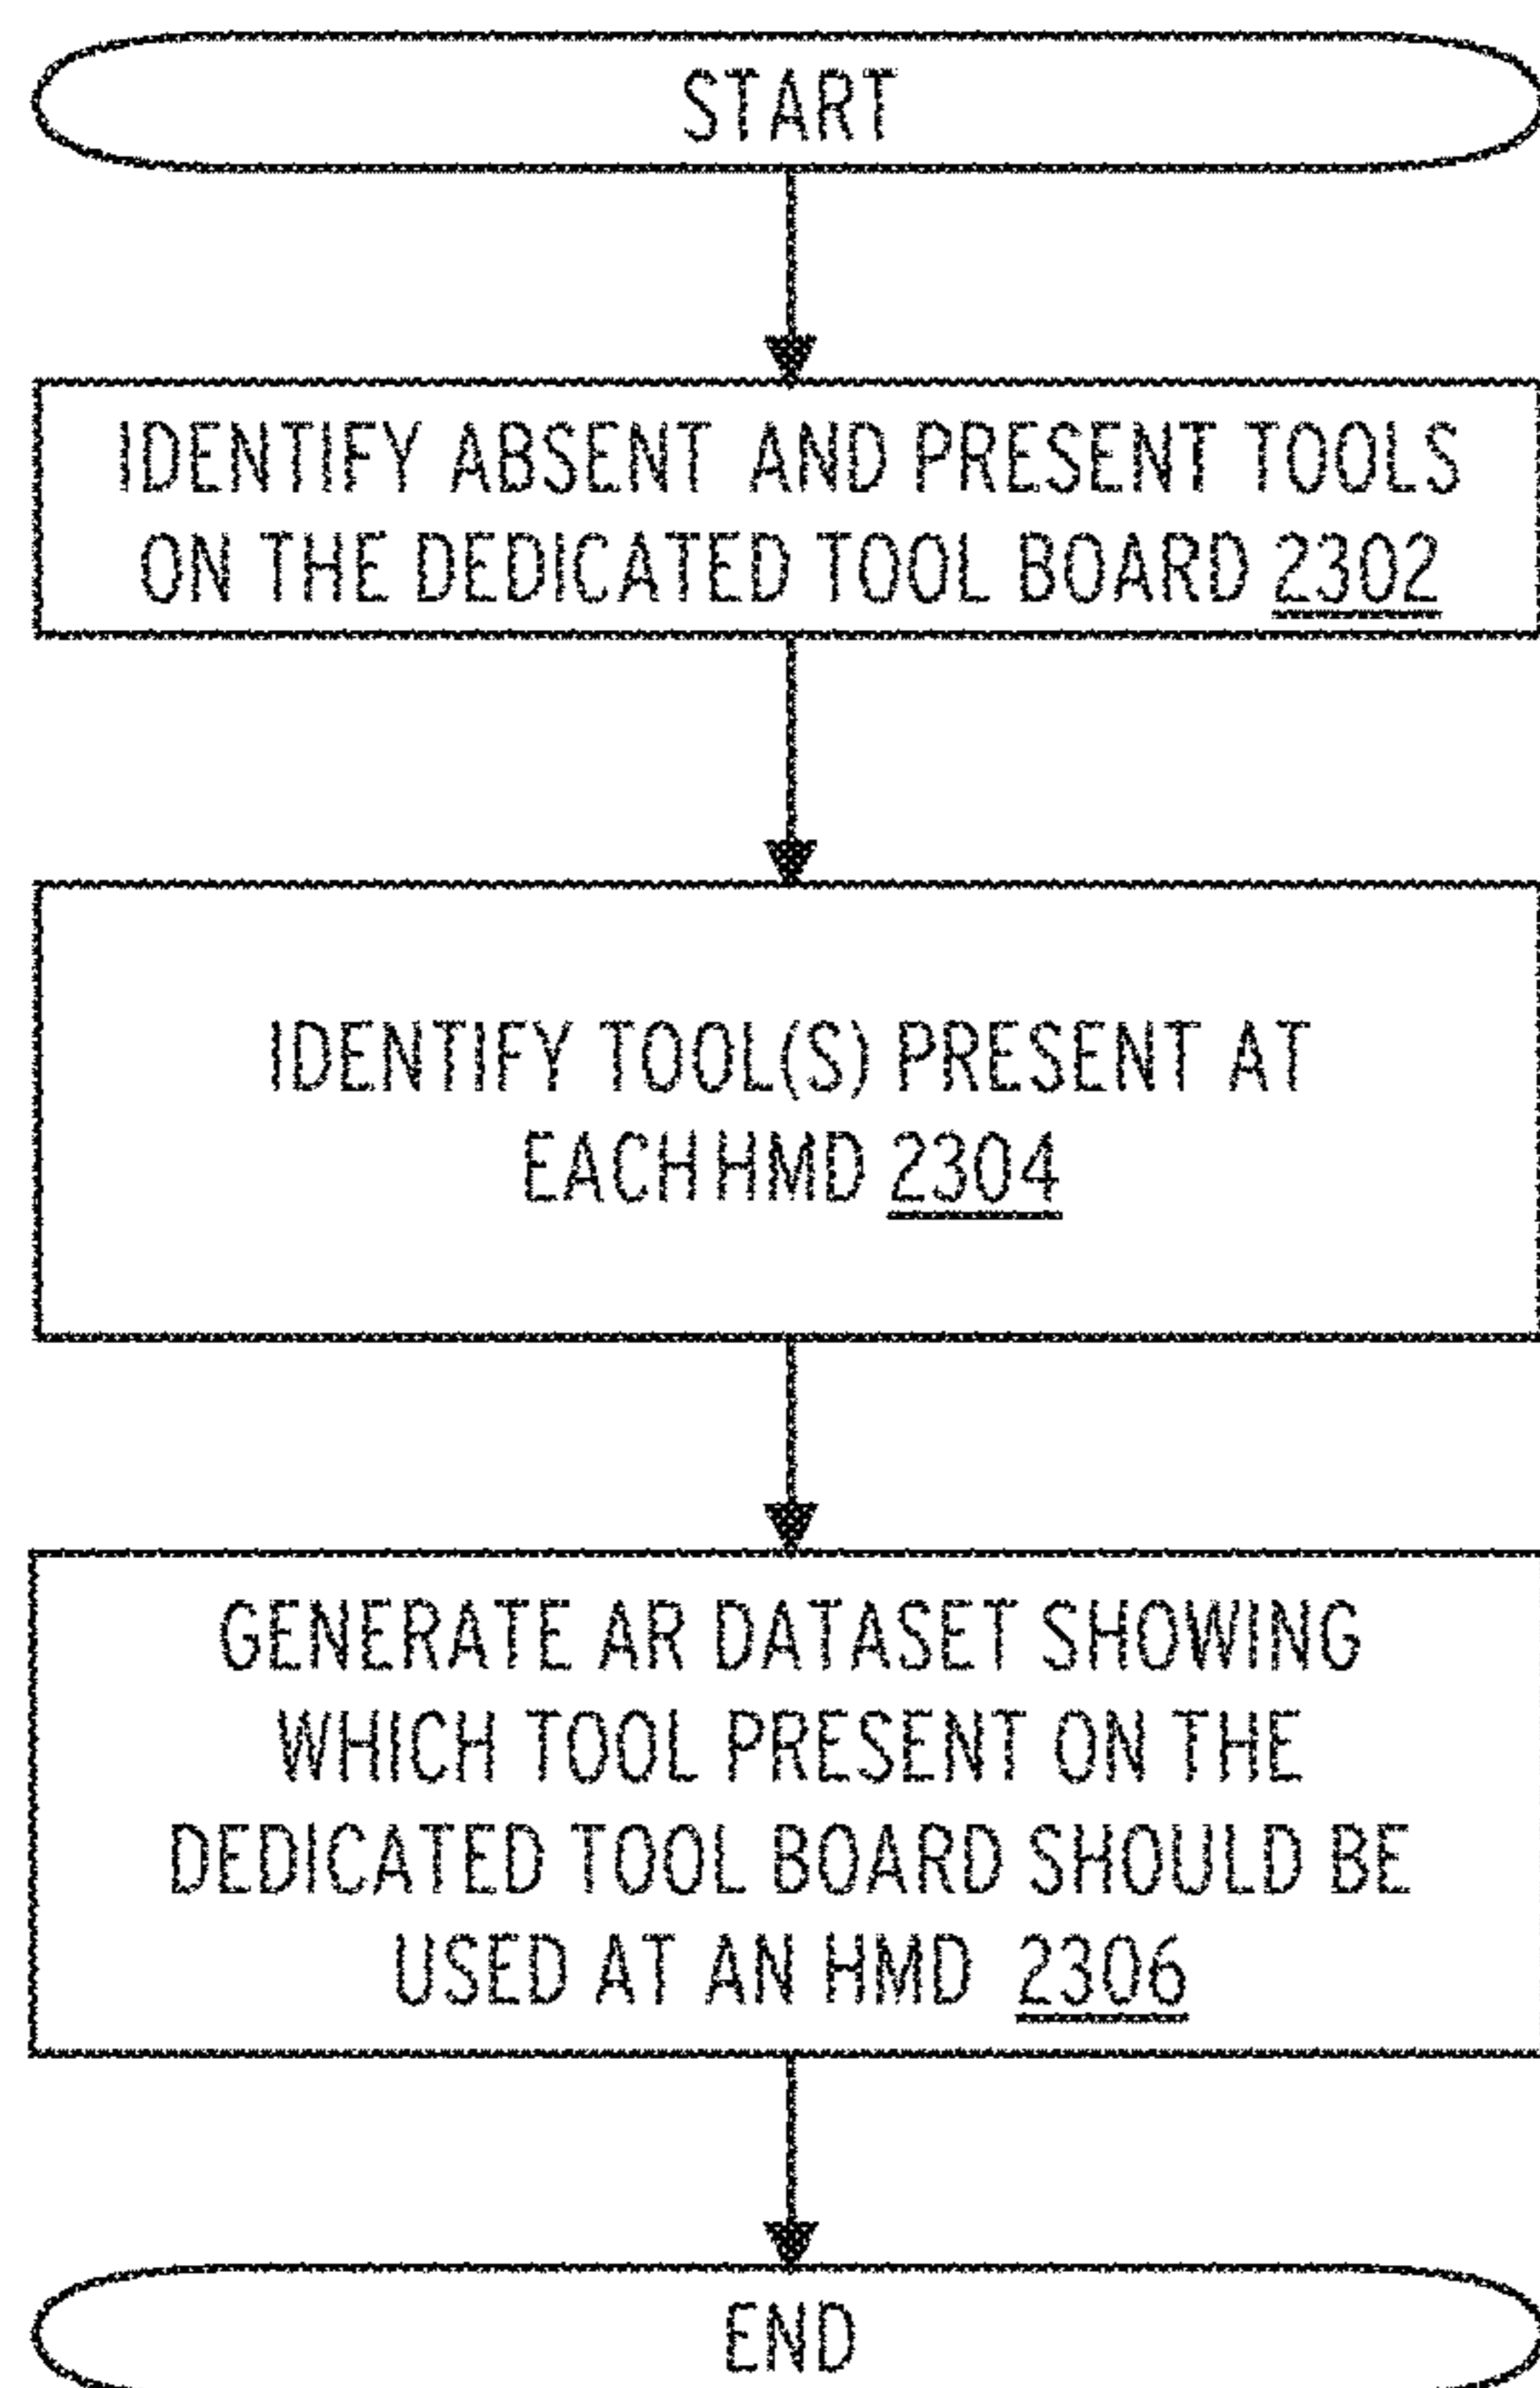 START
IDENTIFY ABSENT AND PRESENT TOOLS
ON THE DEDICATED TOOL BOARD 2302
IDENTIFY TOOL(S) PRESENT AT
EACH HMD 2304
GENERATE AR DATASET SHOWING
WHICH TOOL PRESENT ON THE
DEDICATED TOOL BOARD SHOULD BE
USED AT AN HMD 2306
END